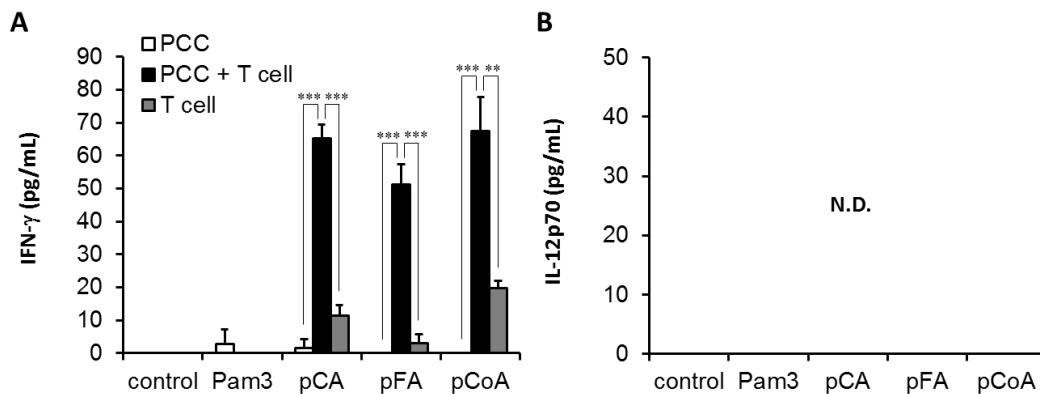 A
IFN-γ (pg/mL)
90
80
70
60
50
40
30
20
10
0
PCC
PCC + T cell
T cell
*** ***
*** ***
*** **
control Pam3 pCA pFA pCoA
B
IL-12p70 (pg/mL)
50
40
30
20
10
0
N.D.
control Pam3 pCA pFA pCoA